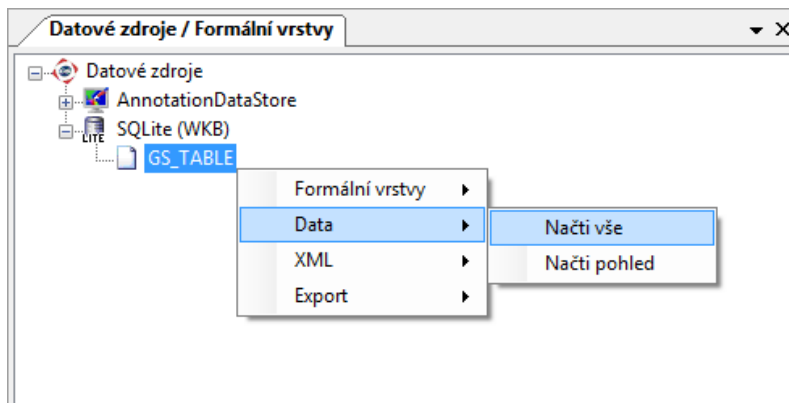 Datové zdroje / Formální vrstvy
Datové zdroje
AnnotationDataStore
LITE SQLite (WKB)
GS_TABLE
Formální vrstvy
Data
Načti vše
XML
Načti pohled
Export